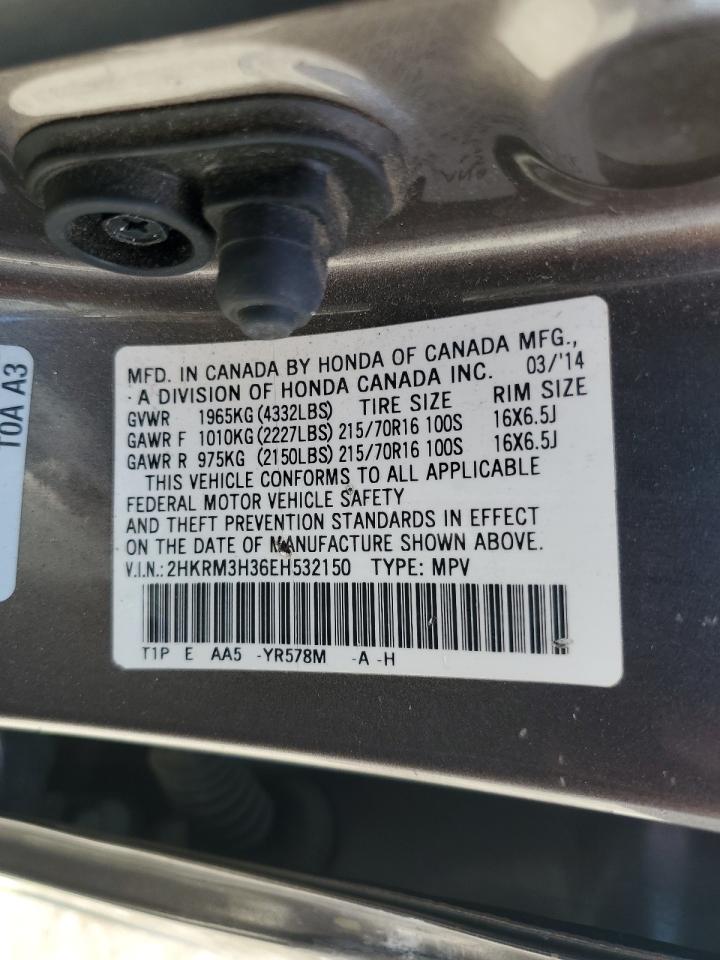 T0A A3
MFD. IN CANADA BY HONDA OF CANADA MFG.,
- A DIVISION OF HONDA CANADA INC. 03/'14
GVWR 1965KG (4332LBS) TIRE SIZE RIM SIZE
GAWR F 1010KG (2227LBS) 215/70R16 100S 16X6.5J
GAWR R 975KG (2150LBS) 215/70R16 100S 16X6.5J
THIS VEHICLE CONFORMS TO ALL APPLICABLE
FEDERAL MOTOR VEHICLE SAFETY
AND THEFT PREVENTION STANDARDS IN EFFECT
ON THE DATE OF MANUFACTURE SHOWN ABOVE.
V.I.N.: 2HKRM3H36EH532150 TYPE: MPV
T1P E AA5 -YR578M -A -H